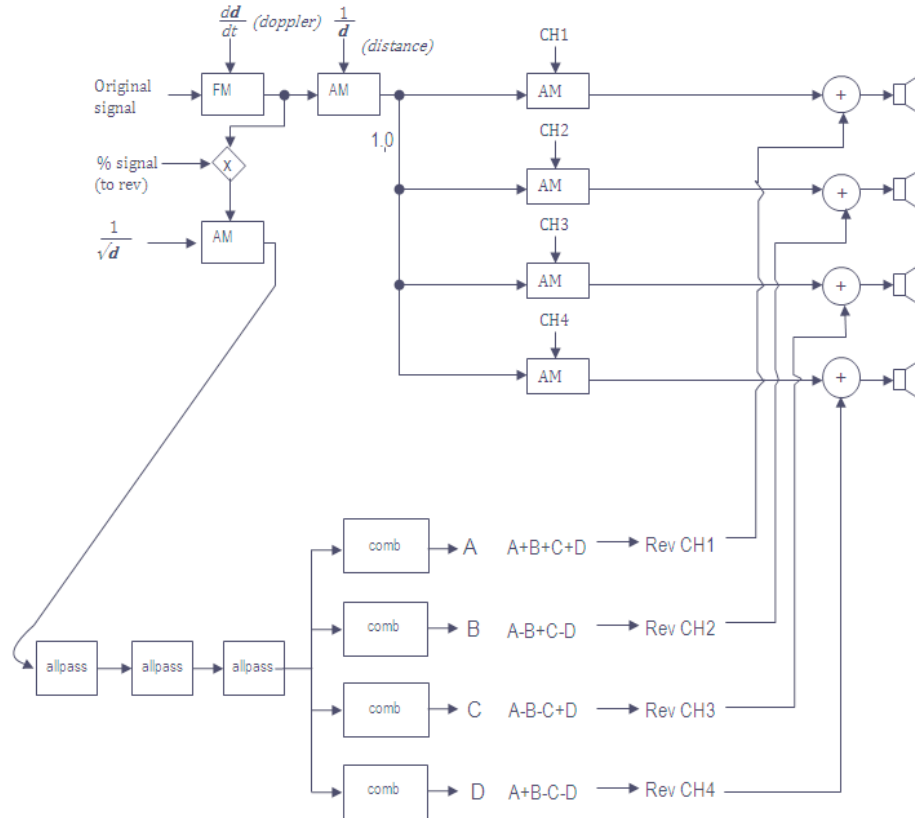 dd/dt (doppler)
1/d
(distance)
CH1
Original
signal
FM
AM
AM
+
1.0
CH2
% signal
(to rev)
X
AM
+
1/√d
AM
CH3
AM
+
CH4
AM
+
comb
A
A+B+C+D
Rev CH1
comb
B
A-B+C-D
Rev CH2
allpass
allpass
allpass
comb
C
A-B-C+D
Rev CH3
comb
D
A+B-C-D
Rev CH4